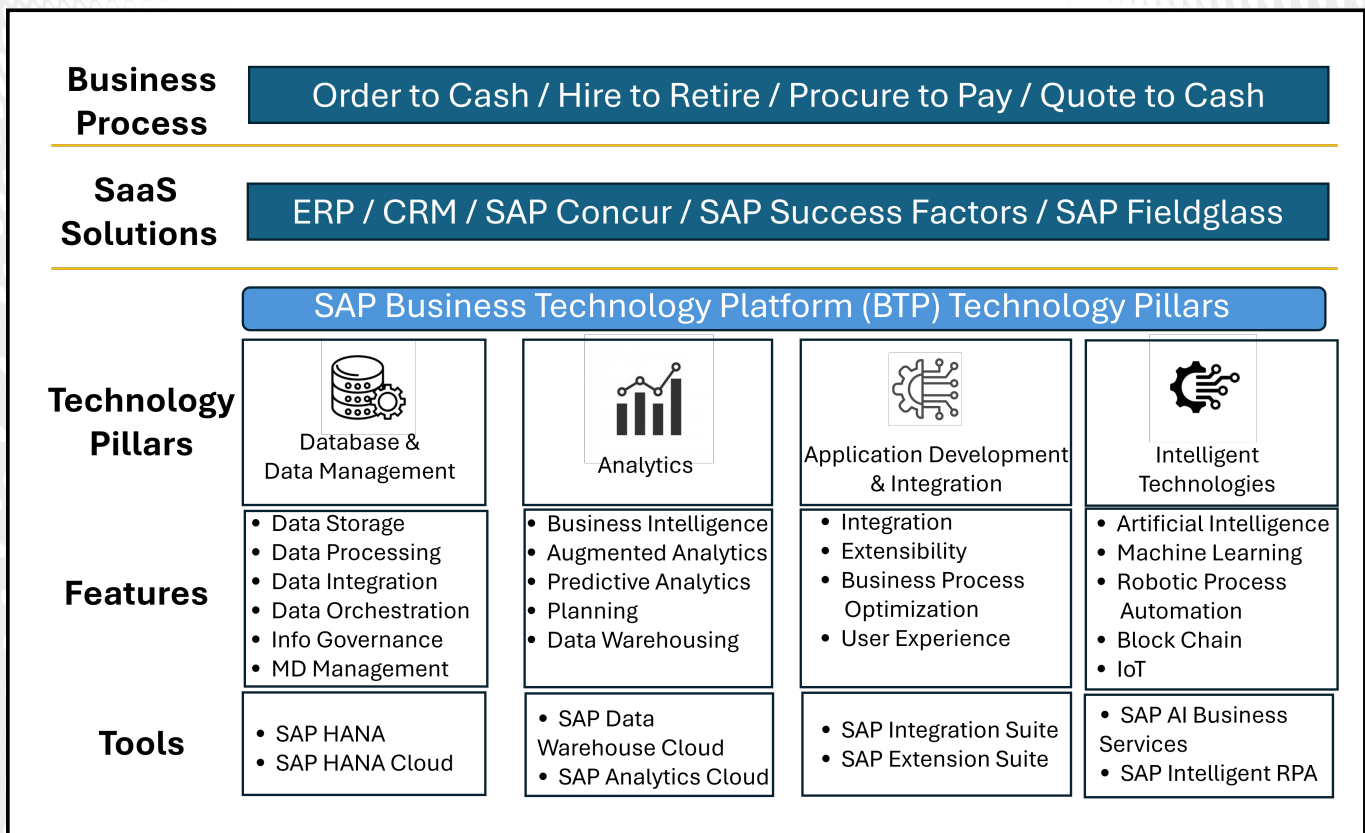 Business
Process
Order to Cash / Hire to Retire / Procure to Pay / Quote to Cash
SaaS
Solutions
ERP / CRM / SAP Concur / SAP Success Factors / SAP Fieldglass
SAP Business Technology Platform (BTP) Technology Pillars
Technology
Pillars
Database &
Data Management
Analytics
Application Development
& Integration
Intelligent
Technologies
Features
• Data Storage
• Data Processing
• Data Integration
• Data Orchestration
• Info Governance
• MD Management
• Business Intelligence
• Augmented Analytics
• Predictive Analytics
• Planning
• Data Warehousing
• Integration
• Extensibility
• Business Process
Optimization
• User Experience
• Artificial Intelligence
• Machine Learning
• Robotic Process
Automation
• Block Chain
• IoT
Tools
• SAP HANA
• SAP HANA Cloud
• SAP Data
Warehouse Cloud
• SAP Analytics Cloud
• SAP Integration Suite
• SAP Extension Suite
• SAP AI Business
Services
• SAP Intelligent RPA